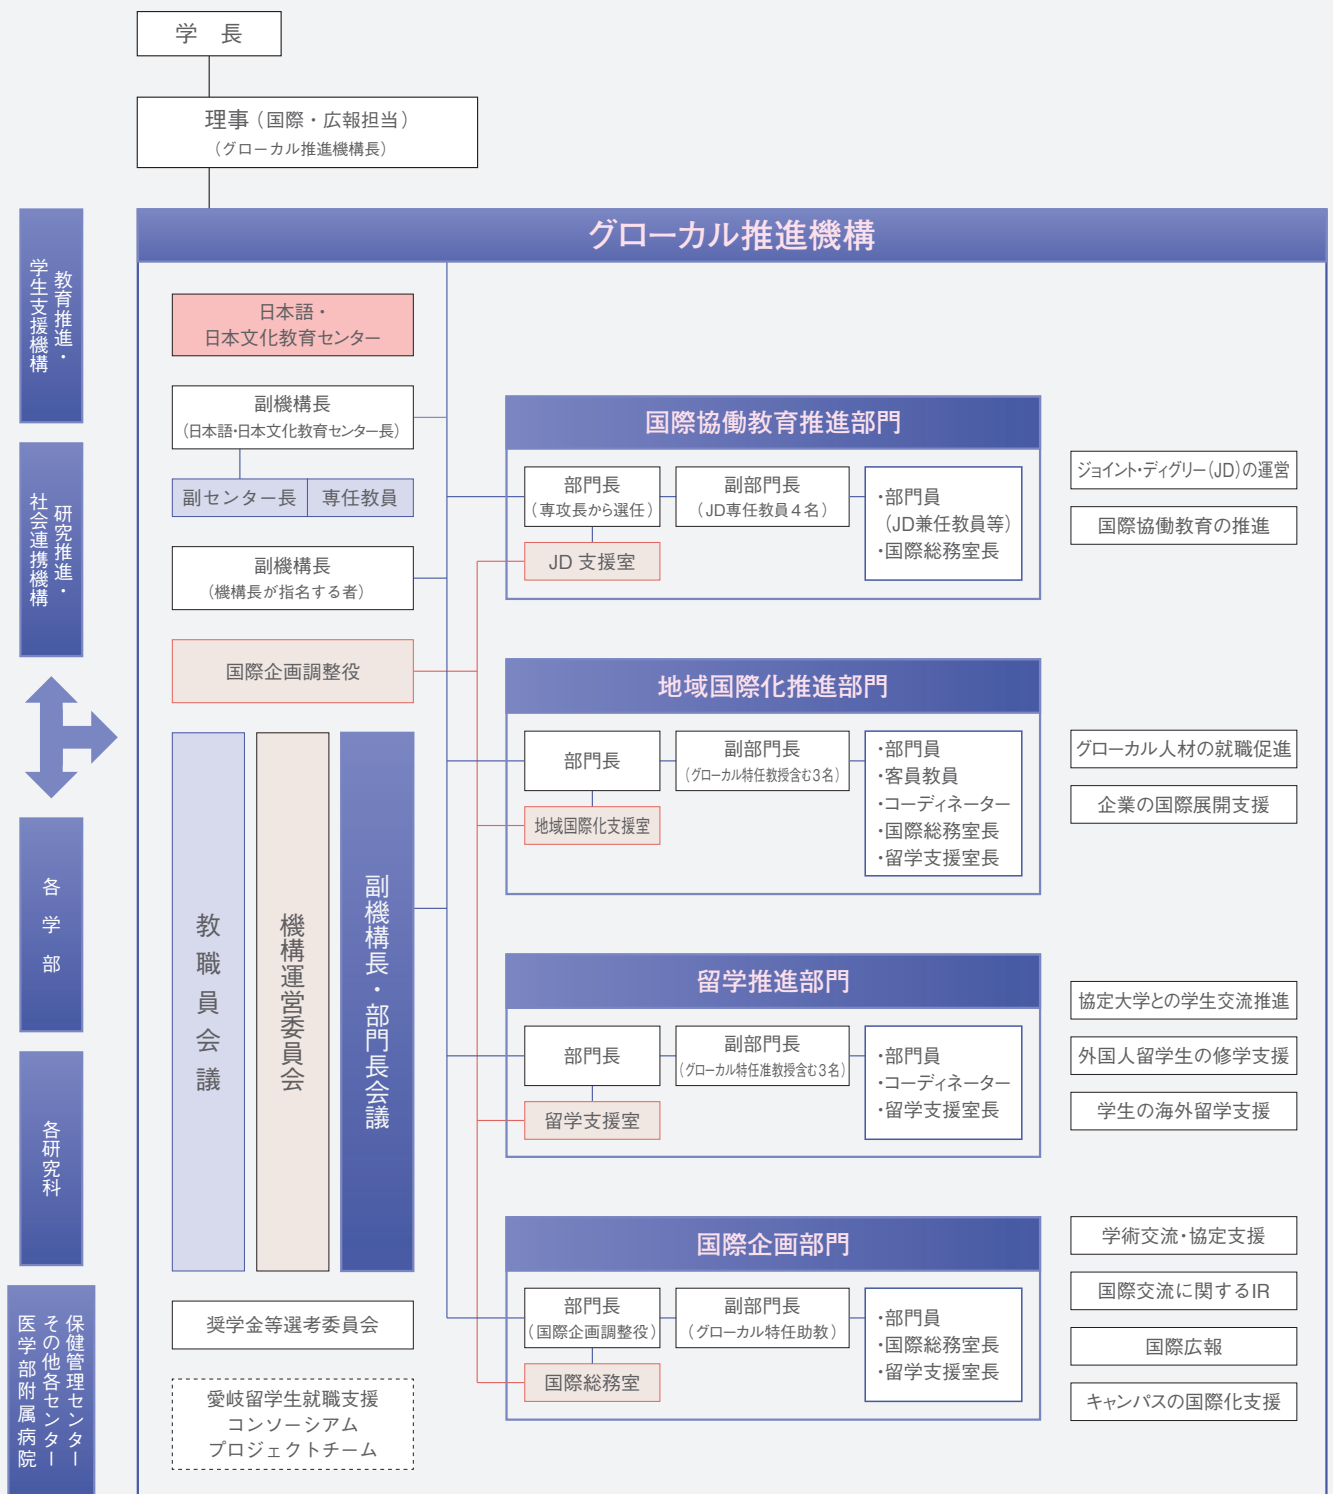 学　長
理事（国際・広報担当）
（グローカル推進機構長）
教育推進・
学生支援機構
研究推進・
社会連携機構
各学部
各研究科
保健管理センター
その他各センター
医学部附属病院
グローカル推進機構
日本語・
日本文化教育センター
副機構長
（日本語・日本文化教育センター長）
副センター長
専任教員
副機構長
（機構長が指名する者）
国際企画調整役
教職員会議
機構運営委員会
副機構長・部門長会議
奨学金等選考委員会
愛岐留学生就職支援
コンソーシアム
プロジェクトチーム
国際協働教育推進部門
部門長
（専攻長から選任）
副部門長
（JD専任教員４名）
・部門員
（JD兼任教員等）
・国際総務室長
JD 支援室
ジョイント・ディグリー（JD）の運営
国際協働教育の推進
地域国際化推進部門
部門長
副部門長
（グローカル特任教授含む3名）
・部門員
・客員教員
・コーディネーター
・国際総務室長
・留学支援室長
地域国際化支援室
グローカル人材の就職促進
企業の国際展開支援
留学推進部門
部門長
副部門長
（グローカル特任准教授含む3名）
・部門員
・コーディネーター
・留学支援室長
留学支援室
協定大学との学生交流推進
外国人留学生の修学支援
学生の海外留学支援
国際企画部門
部門長
（国際企画調整役）
副部門長
（グローカル特任助教）
・部門員
・国際総務室長
・留学支援室長
国際総務室
学術交流・協定支援
国際交流に関するIR
国際広報
キャンパスの国際化支援